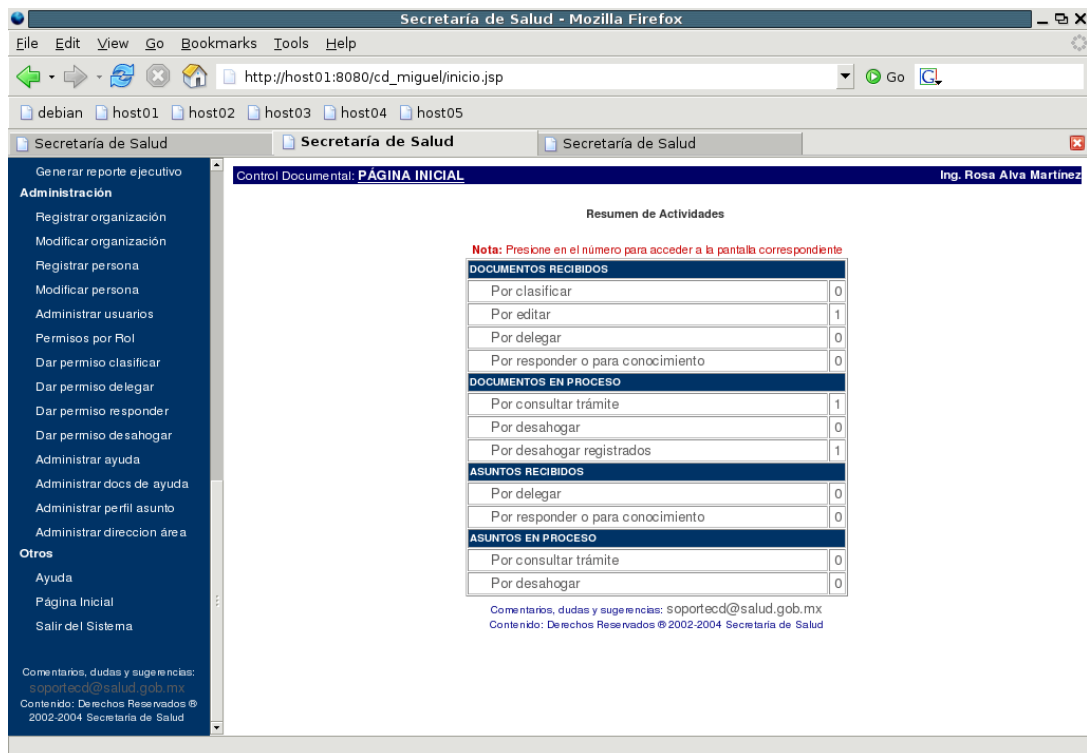 Secretaría de Salud - Mozilla Firefox
File Edit View Go Bookmarks Tools Help
http://host01:8080/cd_miguel/inicio.jsp Go G
debian host01 host02 host03 host04 host05
Secretaría de Salud Secretaría de Salud Secretaría de Salud
Generar reporte ejecutivo
Administración
Registrar organización
Modificar organización
Registrar persona
Modificar persona
Administrar usuarios
Permisos por Rol
Dar permiso clasificar
Dar permiso delegar
Dar permiso responder
Dar permiso desahogar
Administrar ayuda
Administrar docs de ayuda
Administrar perfil asunto
Administrar direccion área
Otros
Ayuda
Página Inicial
Salir del Sistema
Comentarios, dudas y sugerencias:
soportecd@salud.gob.mx
Contenido: Derechos Reservados ®
2002-2004 Secretaría de Salud
Control Documental: PÁGINA INICIAL Ing. Rosa Alva Martínez
Resumen de Actividades
Nota: Presione en el número para acceder a la pantalla correspondiente
DOCUMENTOS RECIBIDOS
Por clasificar 0
Por editar 1
Por delegar 0
Por responder o para conocimiento 0
DOCUMENTOS EN PROCESO
Por consultar trámite 1
Por desahogar 0
Por desahogar registrados 1
ASUNTOS RECIBIDOS
Por delegar 0
Por responder o para conocimiento 0
ASUNTOS EN PROCESO
Por consultar trámite 0
Por desahogar 0
Comentarios, dudas y sugerencias: soportecd@salud.gob.mx
Contenido: Derechos Reservados ® 2002-2004 Secretaría de Salud